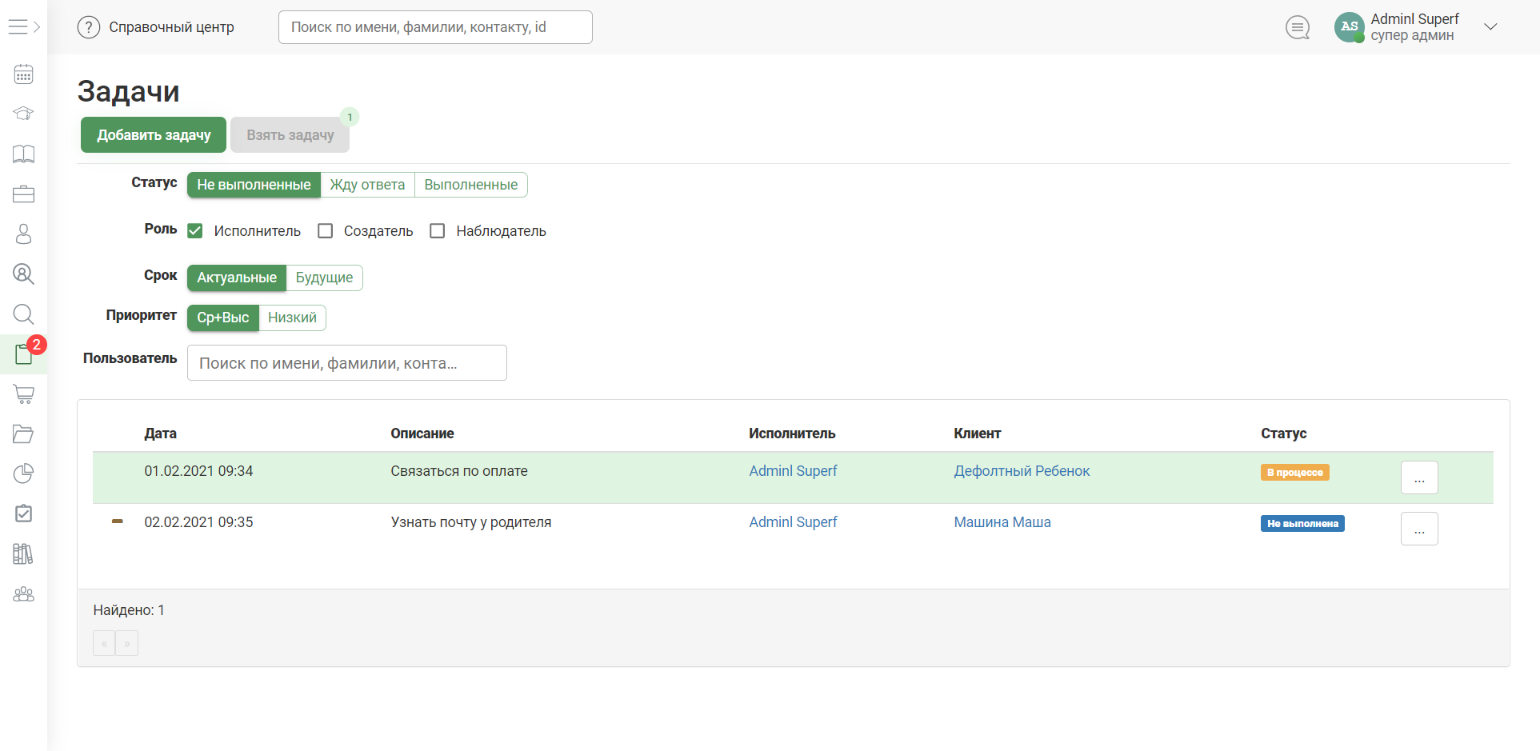 Справочный центр
Поиск по имени, фамилии, контакту, id
AS
Adminl Superf
супер админ
Задачи
Добавить задачу
Взять задачу
1
Статус
Не выполненные
Жду ответа
Выполненные
Роль
Исполнитель
Создатель
Наблюдатель
Срок
Актуальные
Будущие
Приоритет
Ср+Выс
Низкий
2
Пользователь
Поиск по имени, фамилии, конта...
Дата Описание Исполнитель Клиент Статус
01.02.2021 09:34 Связаться по оплате Adminl Superf Дефолтный Ребенок В процессе ...
02.02.2021 09:35 Узнать почту у родителя Adminl Superf Машина Маша Не выполнена ...
Найдено: 1
« »